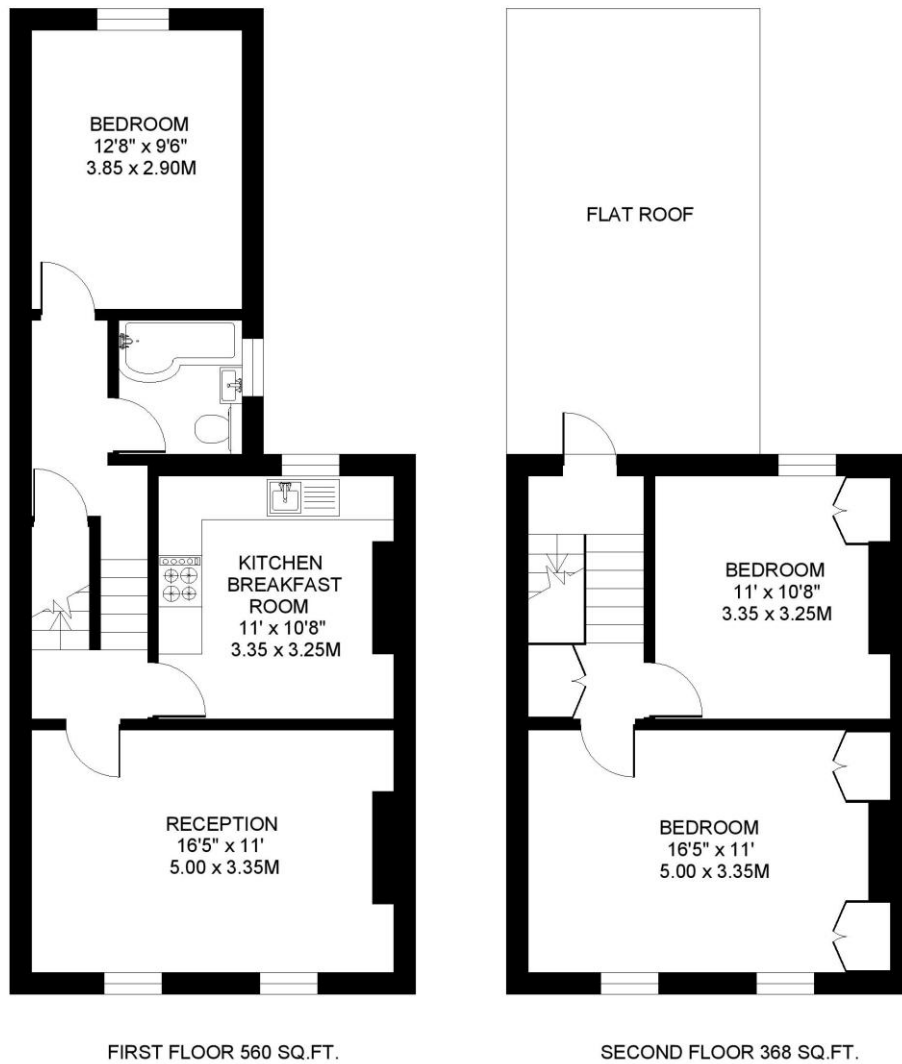 BEDROOM
12'8" x 9'6"
3.85 x 2.90M
KITCHEN
BREAKFAST
ROOM
11' x 10'8"
3.35 x 3.25M
RECEPTION
16'5" x 11'
5.00 x 3.35M
FIRST FLOOR 560 SQ.FT.
FLAT ROOF
BEDROOM
11' x 10'8"
3.35 x 3.25M
BEDROOM
16'5" x 11'
5.00 x 3.35M
SECOND FLOOR 368 SQ.FT.